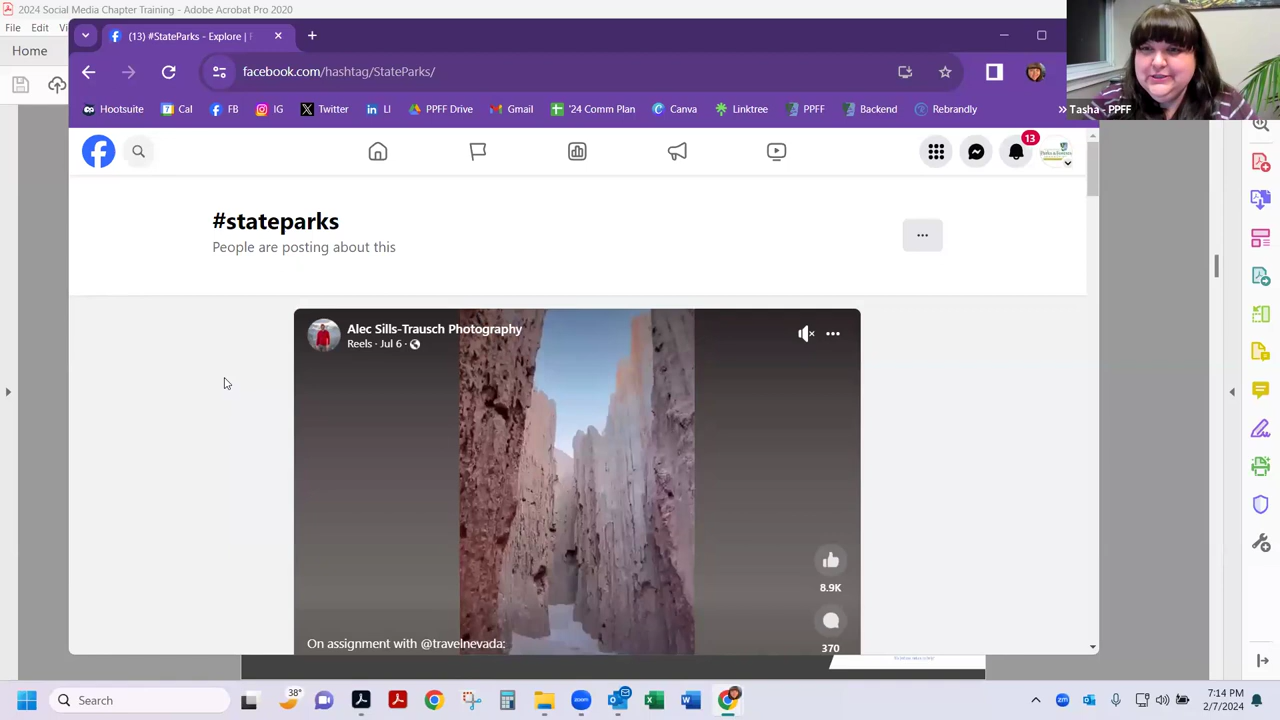 2024 Social Media Chapter Training - Adobe Acrobat Pro 2020
File Edit
Home
(13) #StateParks - Explore |
facebook.com/hashtag/StateParks/
Hootsuite Cal FB IG Twitter LI PPFF Drive Gmail '24 Comm Plan Canva Linktree PPFF Backend Rebrandly »
Tasha - PPFF
13
#stateparks
People are posting about this
Alec Sills-Trausch Photography
Reels · Jul 6 ·
8.9K
370
On assignment with @travelnevada:
Search
38°
7:14 PM
2/7/2024